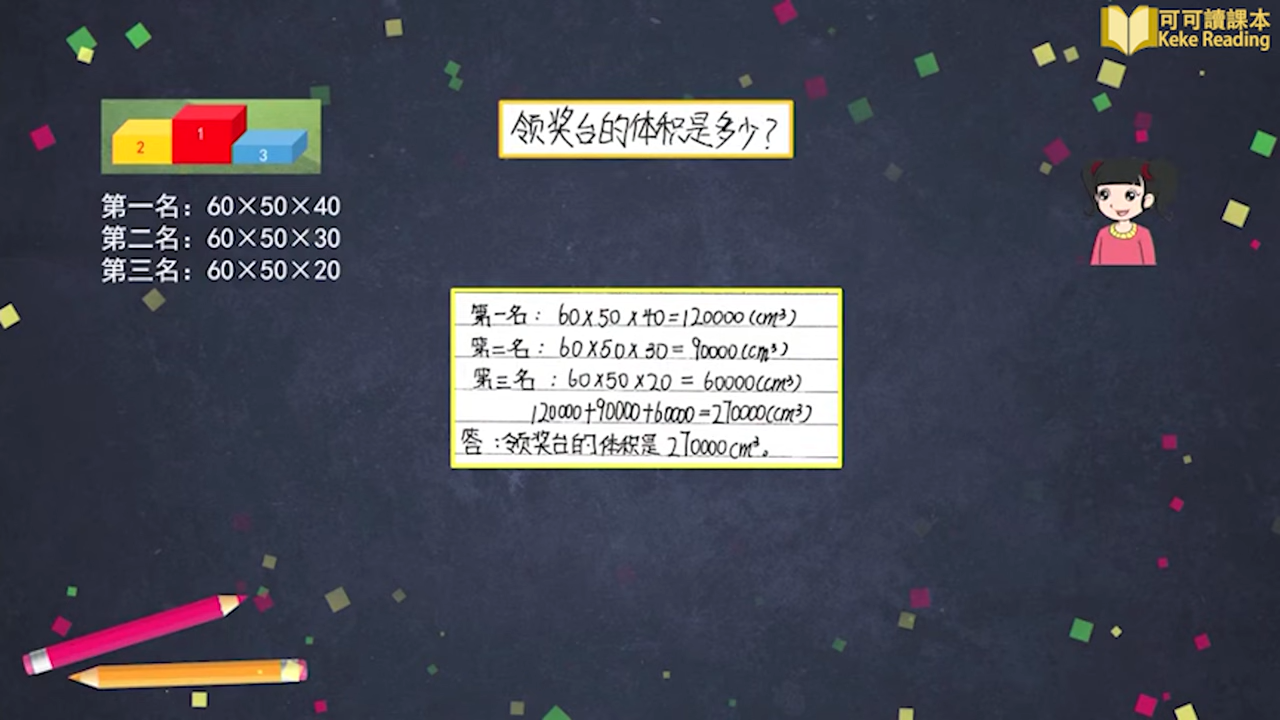 可可讀課本
Keke Reading
领奖台的体积是多少?
2
1
3
第一名：60×50×40
第二名：60×50×30
第三名：60×50×20
第一名：60×50×40=120000(cm³)
第二名：60×50×30=90000(cm³)
第三名：60×50×20=60000(cm³)
120000+90000+60000=270000(cm³)
答：领奖台的体积是270000cm³。